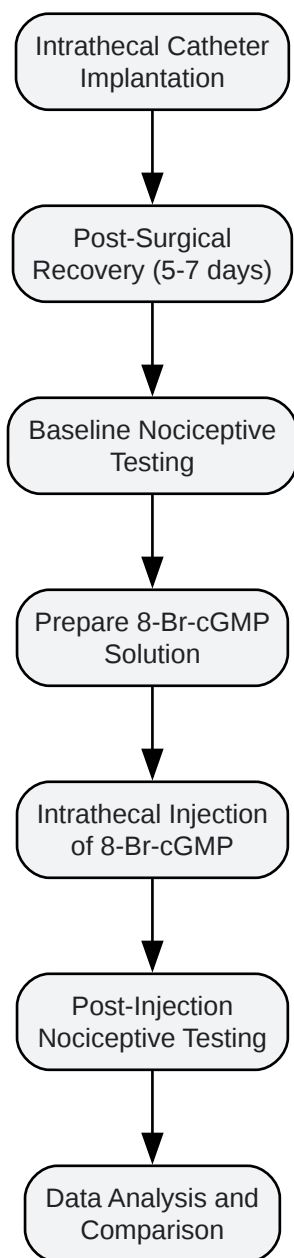 Intrathecal Catheter
Implantation
Post-Surgical
Recovery (5-7 days)
Baseline Nociceptive
Testing
Prepare 8-Br-cGMP
Solution
Intrathecal Injection
of 8-Br-cGMP
Post-Injection
Nociceptive Testing
Data Analysis and
Comparison